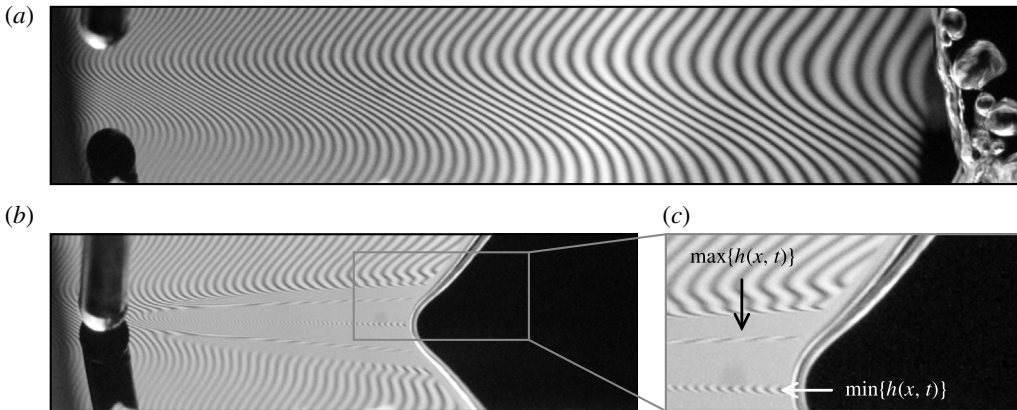 (a)
(b)
(c)
max{h(x, t)}
min{h(x, t)}